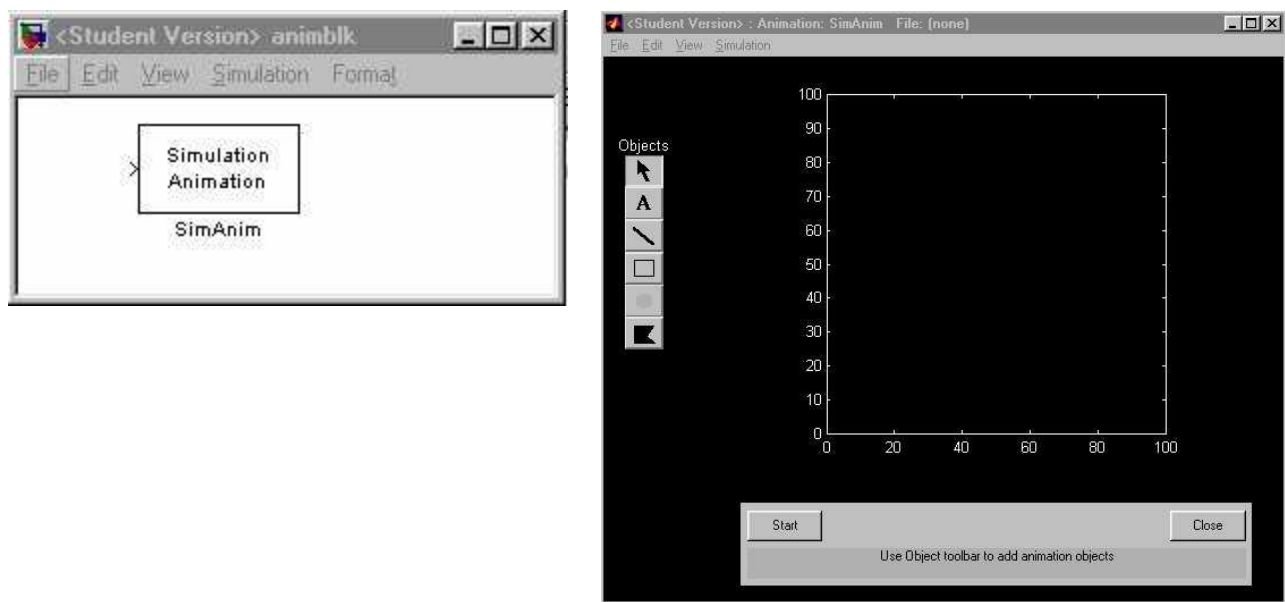 <Student Version> animblk
File Edit View Simulation Format
Simulation
Animation
SimAnim
<Student Version> : Animation: SimAnim File: (none)
File Edit View Simulation
Objects
A
100
90
80
70
60
50
40
30
20
10
0
0 20 40 60 80 100
Start Close
Use Object toolbar to add animation objects